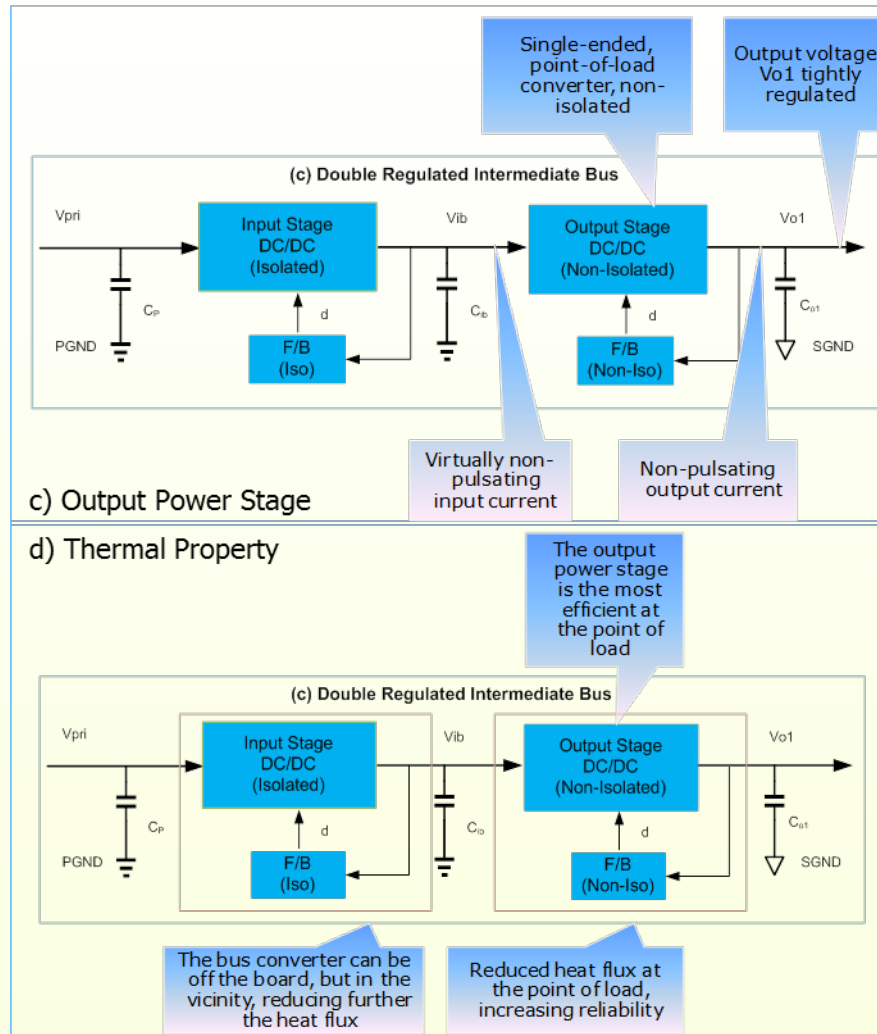 Single-ended,
point-of-load
converter, non-
isolated
Output voltage
Vo1 tightly
regulated
(c) Double Regulated Intermediate Bus
Vpri
Input Stage
DC/DC
(Isolated)
Vib
Output Stage
DC/DC
(Non-Isolated)
Vo1
CP
d
Cib
d
Co1
PGND
F/B
(Iso)
F/B
(Non-Iso)
SGND
Virtually non-
pulsating
input current
Non-pulsating
output current
c) Output Power Stage
d) Thermal Property
The output
power stage
is the most
efficient at
the point of
load
(c) Double Regulated Intermediate Bus
Vpri
Input Stage
DC/DC
(Isolated)
Vib
Output Stage
DC/DC
(Non-Isolated)
Vo1
CP
d
Cib
d
Co1
PGND
F/B
(Iso)
F/B
(Non-Iso)
SGND
The bus converter can be
off the board, but in the
vicinity, reducing further
the heat flux
Reduced heat flux at
the point of load,
increasing reliability